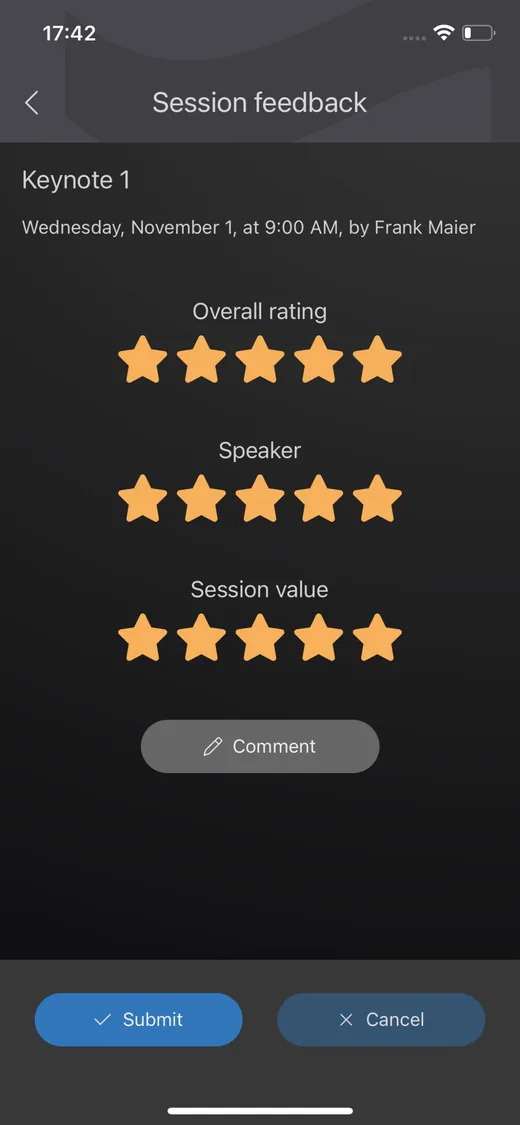 17:42
Session feedback
Keynote 1
Wednesday, November 1, at 9:00 AM, by Frank Maier
Overall rating
Speaker
Session value
Comment
Submit
Cancel